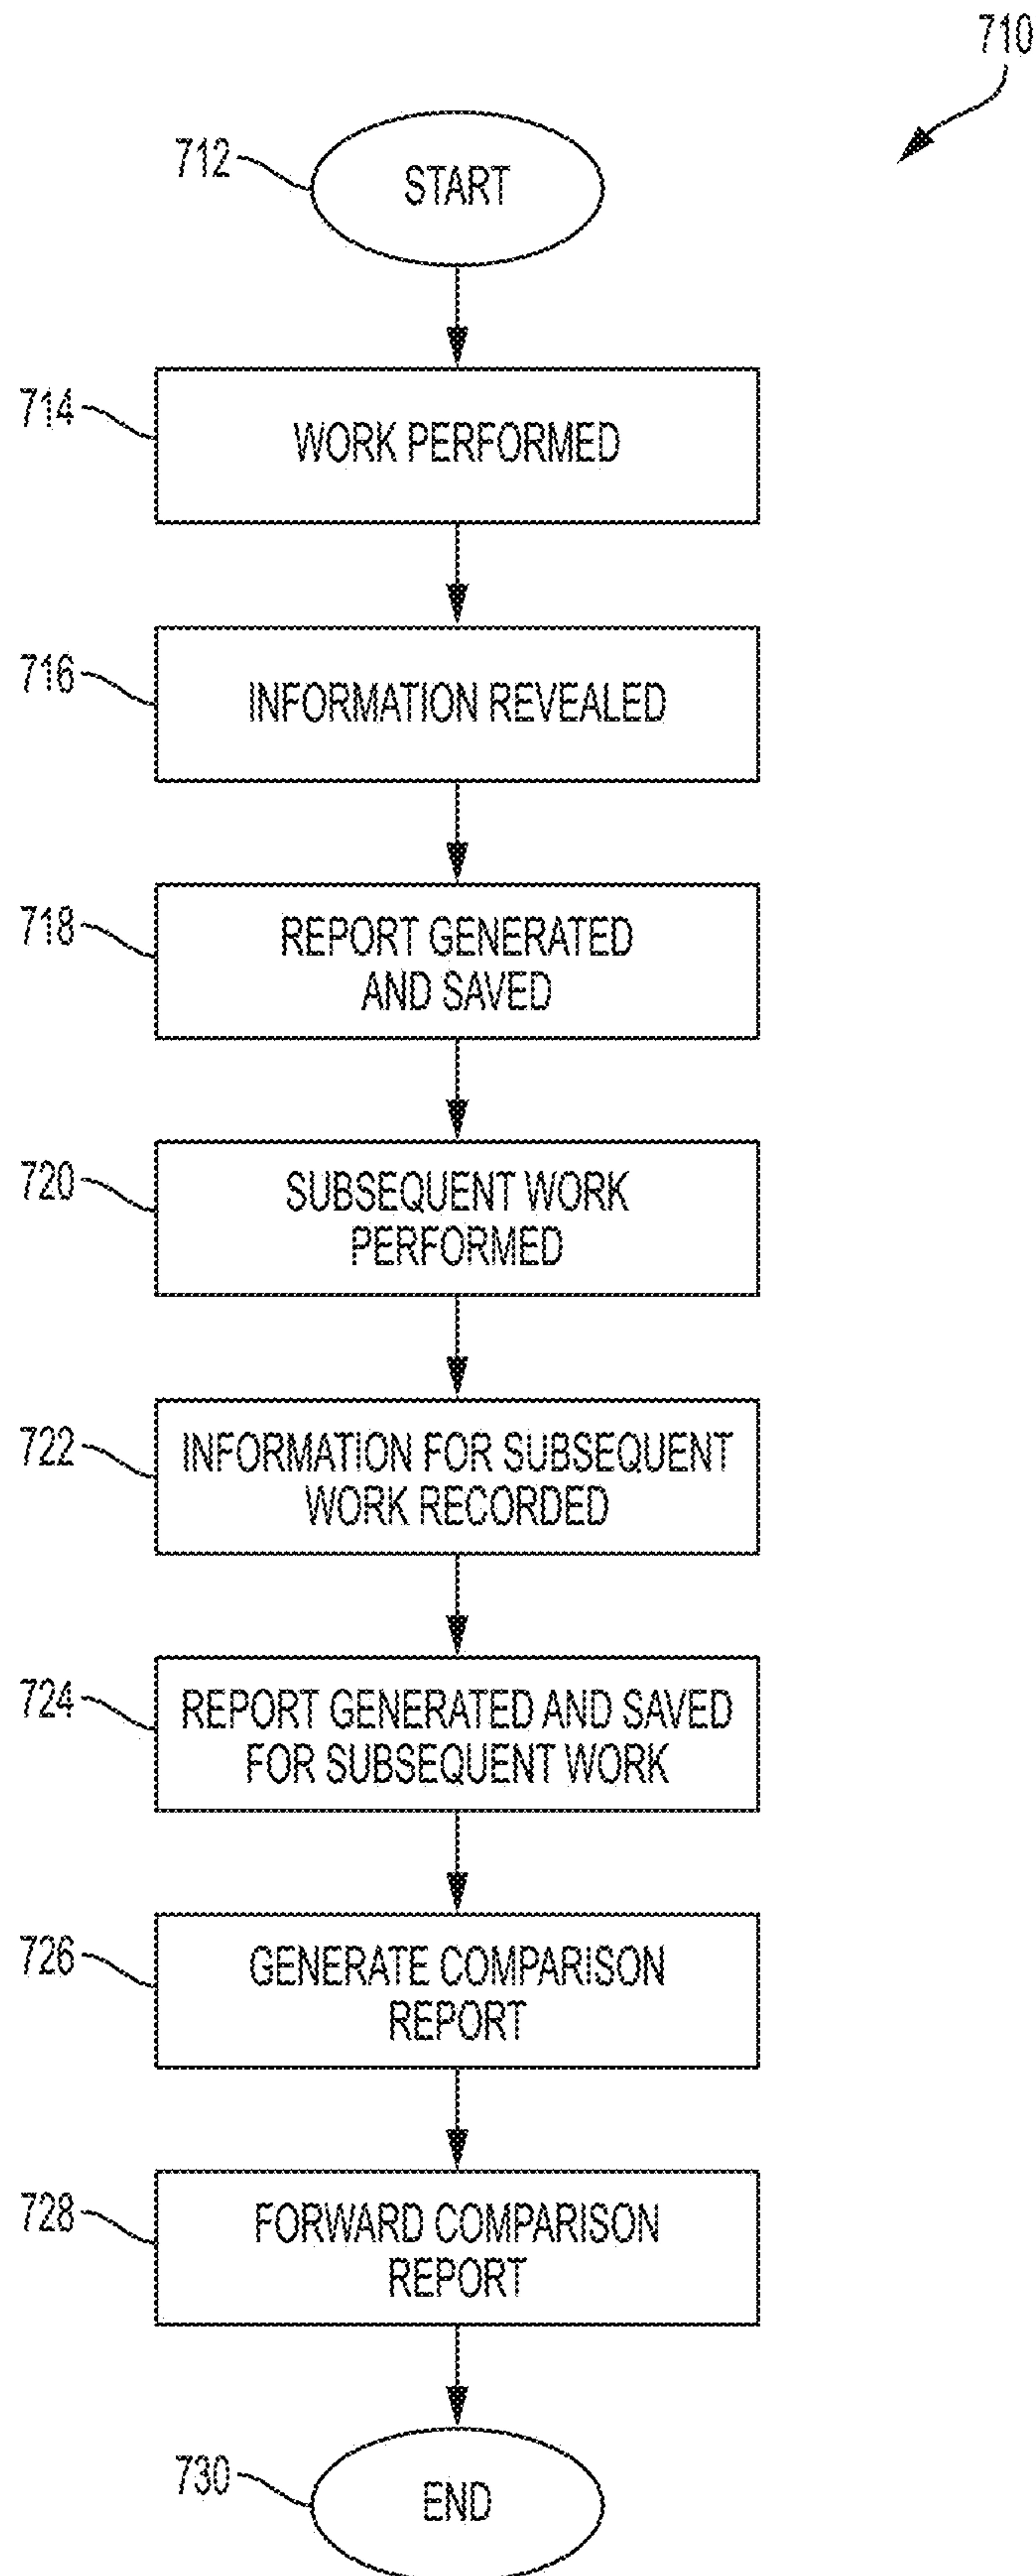 710
712
START
714
WORK PERFORMED
716
INFORMATION REVEALED
718
REPORT GENERATED
AND SAVED
720
SUBSEQUENT WORK
PERFORMED
722
INFORMATION FOR SUBSEQUENT
WORK RECORDED
724
REPORT GENERATED AND SAVED
FOR SUBSEQUENT WORK
726
GENERATE COMPARISON
REPORT
728
FORWARD COMPARISON
REPORT
730
END